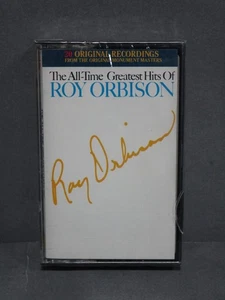 20 ORIGINAL RECORDINGS
FROM THE ORIGINAL MONUMENT MASTERS
The All-Time Greatest Hits Of
ROY ORBISON
Roy Orbison